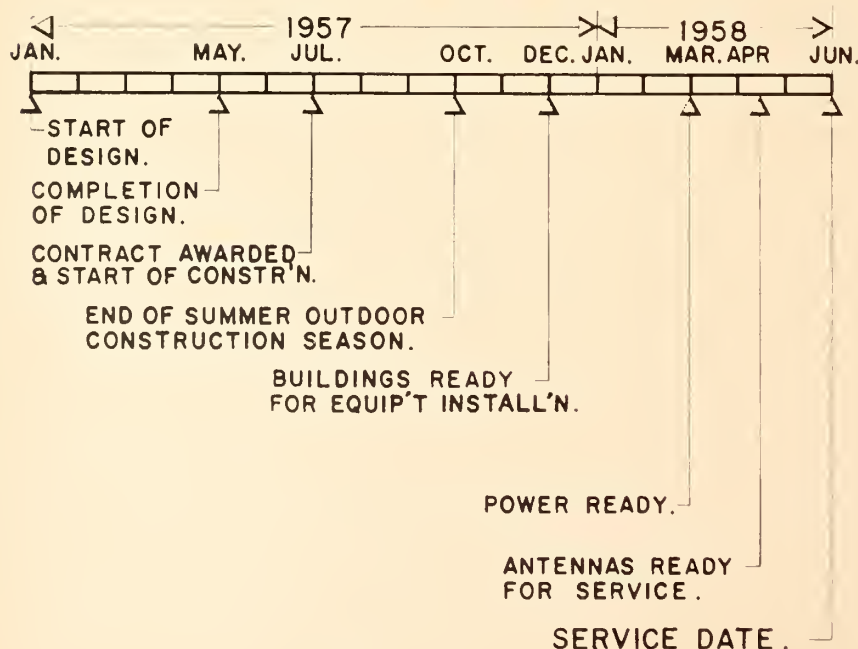 1957
1958
JAN. MAY. JUL. OCT. DEC. JAN. MAR. APR JUN.
START OF
DESIGN.
COMPLETION
OF DESIGN.
CONTRACT AWARDED
& START OF CONSTR'N.
END OF SUMMER OUTDOOR
CONSTRUCTION SEASON.
BUILDINGS READY
FOR EQUIP'T INSTALL'N.
POWER READY.
ANTENNAS READY
FOR SERVICE.
SERVICE DATE.